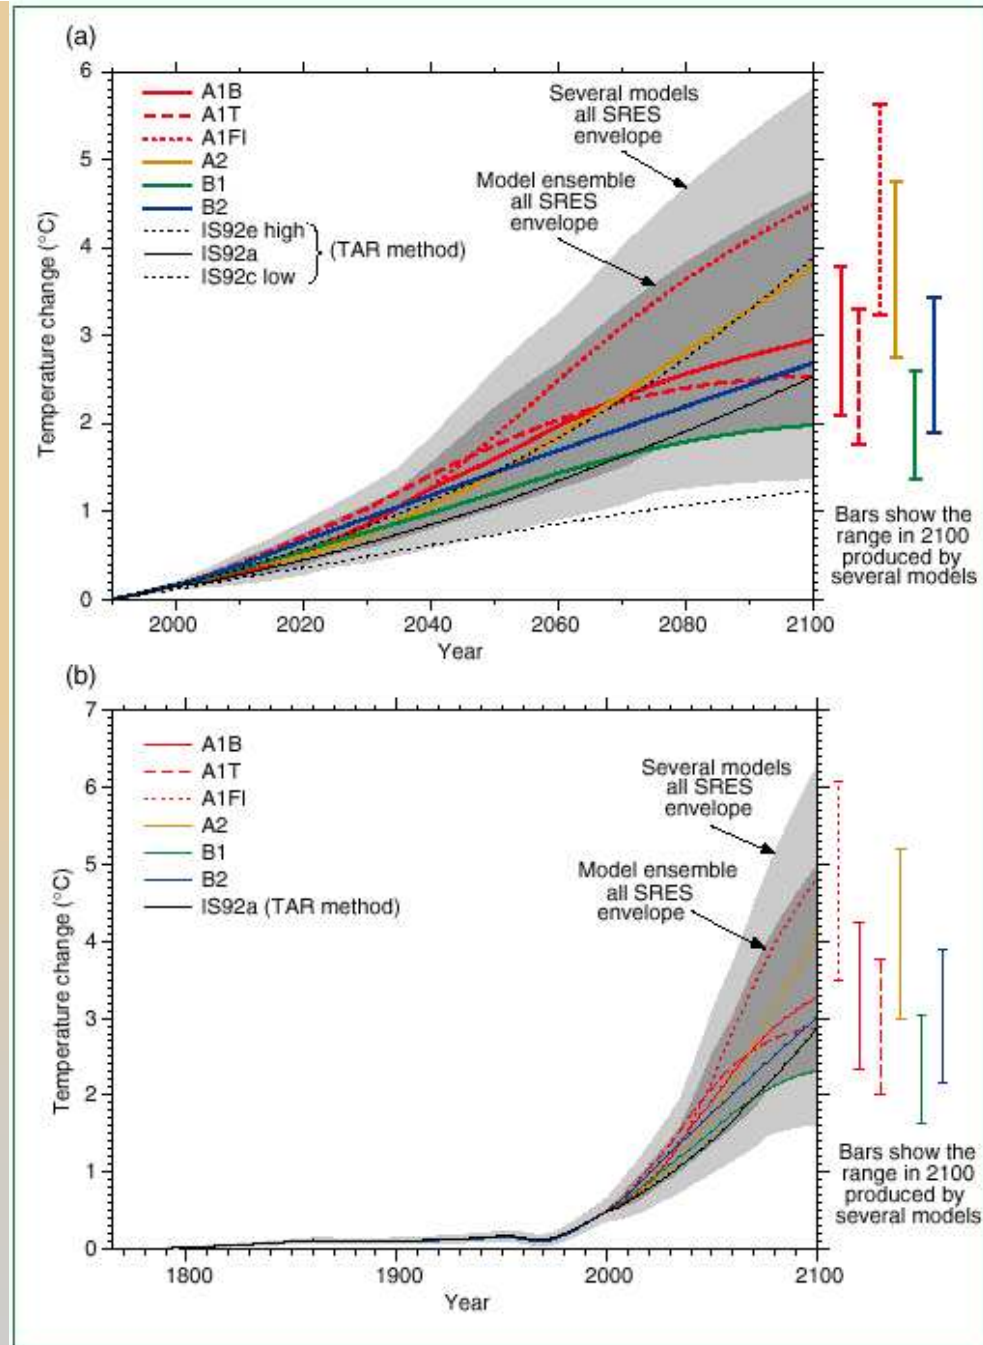 (a)
6
5
4
3
2
1
0
Temperature change (°C)
A1B
A1T
A1FI
A2
B1
B2
IS92e high
IS92a
IS92c low
(TAR method)
Several models
all SRES
envelope
Model ensemble
all SRES
envelope
2000 2020 2040 2060 2080 2100
Year
Bars show the
range in 2100
produced by
several models
(b)
7
6
5
4
3
2
1
0
Temperature change (°C)
A1B
A1T
A1FI
A2
B1
B2
IS92a (TAR method)
Several models
all SRES
envelope
Model ensemble
all SRES
envelope
1800 1900 2000 2100
Year
Bars show the
range in 2100
produced by
several models